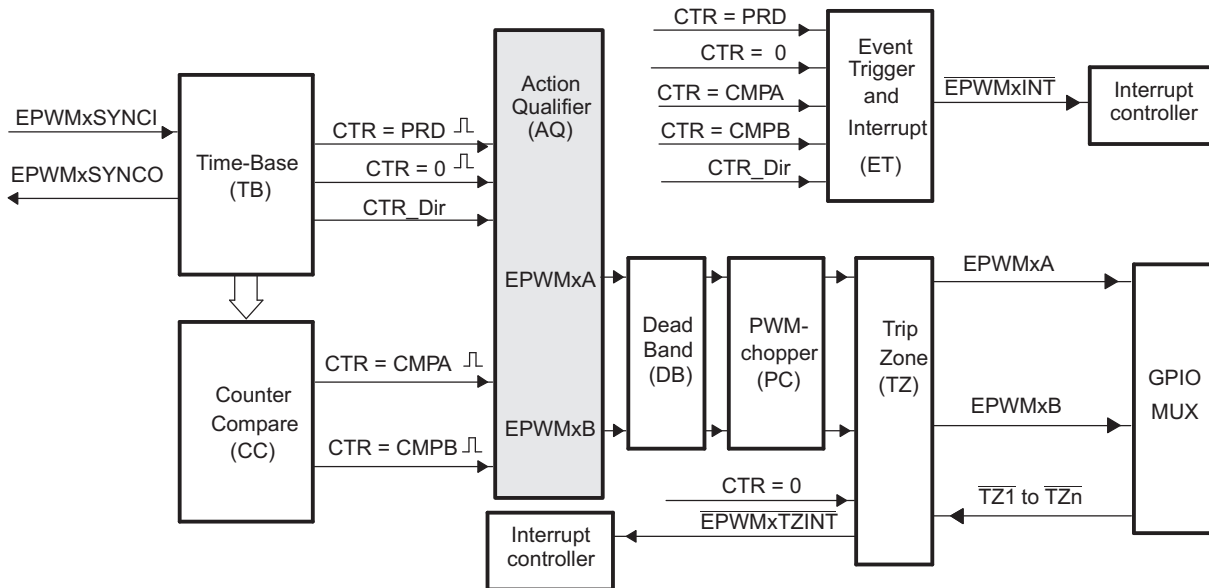 EPWMxSYNCI
EPWMxSYNCO
Time-Base
(TB)
CTR = PRD
CTR = 0
CTR_Dir
Counter
Compare
(CC)
CTR = CMPA
CTR = CMPB
Action
Qualifier
(AQ)
EPWMxA
EPWMxB
CTR = PRD
CTR = 0
CTR = CMPA
CTR = CMPB
CTR_Dir
Event
Trigger
and
Interrupt
(ET)
EPWMxINT
Interrupt
controller
Dead
Band
(DB)
PWM-
chopper
(PC)
Trip
Zone
(TZ)
EPWMxA
EPWMxB
TZ1 to TZn
GPIO
MUX
CTR = 0
EPWMxTZINT
Interrupt
controller